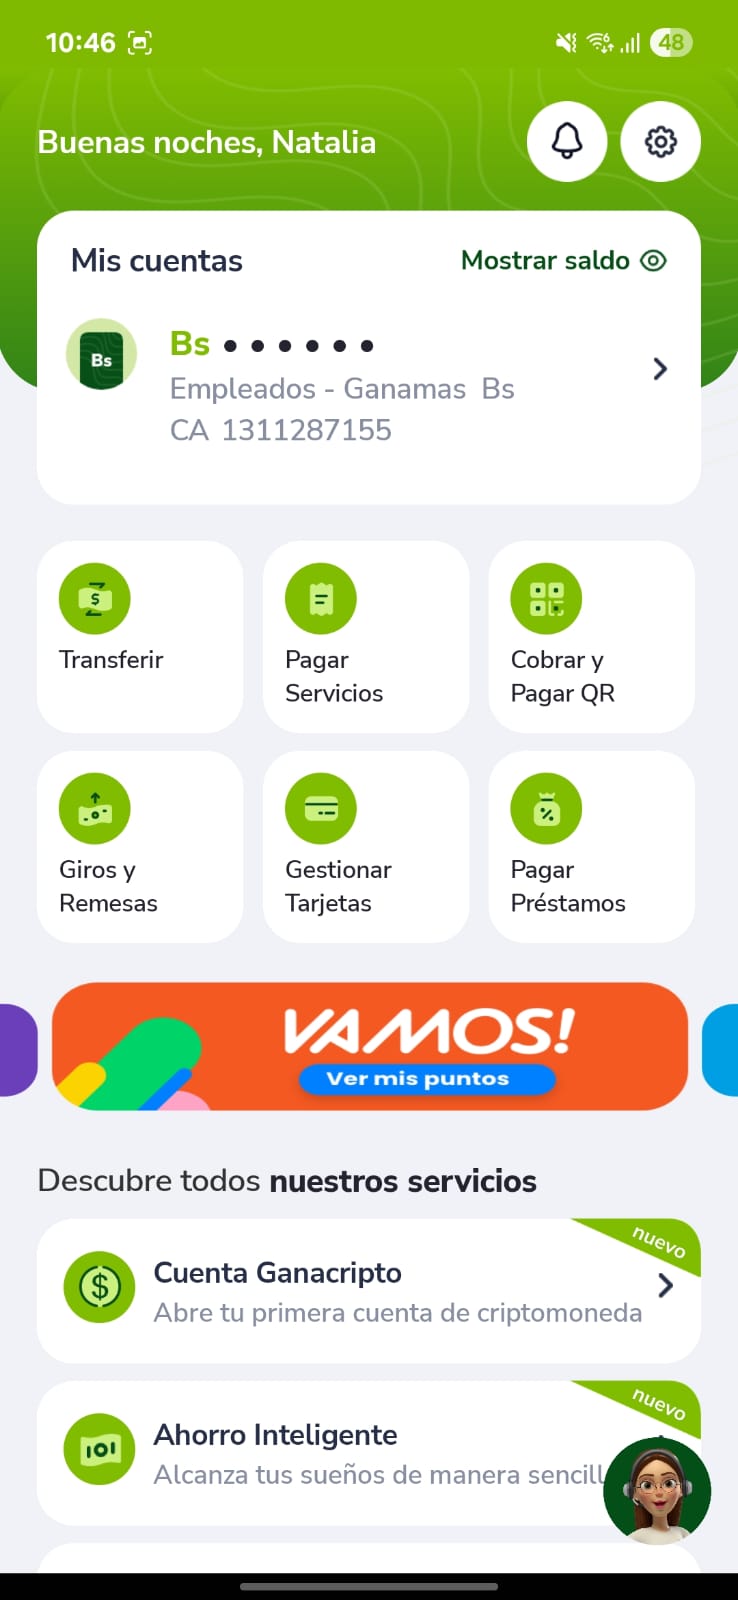 10:46
48
Buenas noches, Natalia
Mis cuentas
Mostrar saldo
Bs
Bs ● ● ● ● ● ●
Empleados - Ganamas Bs
CA 1311287155
Transferir
Pagar
Servicios
Cobrar y
Pagar QR
Giros y
Remesas
Gestionar
Tarjetas
Pagar
Préstamos
VAMOS!
Ver mis puntos
Descubre todos nuestros servicios
nuevo
Cuenta Ganacripto
Abre tu primera cuenta de criptomoneda
nuevo
Ahorro Inteligente
Alcanza tus sueños de manera sencill